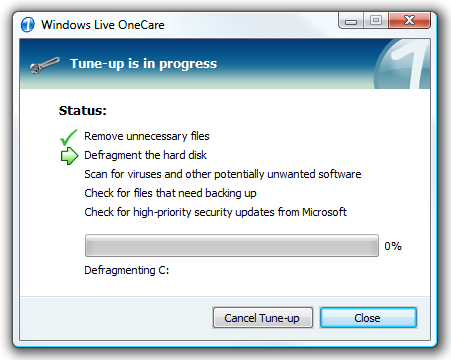 Windows Live OneCare
Tune-up is in progress
Status:
Remove unnecessary files
Defragment the hard disk
Scan for viruses and other potentially unwanted software
Check for files that need backing up
Check for high-priority security updates from Microsoft
0%
Defragmenting C:
Cancel Tune-up
Close